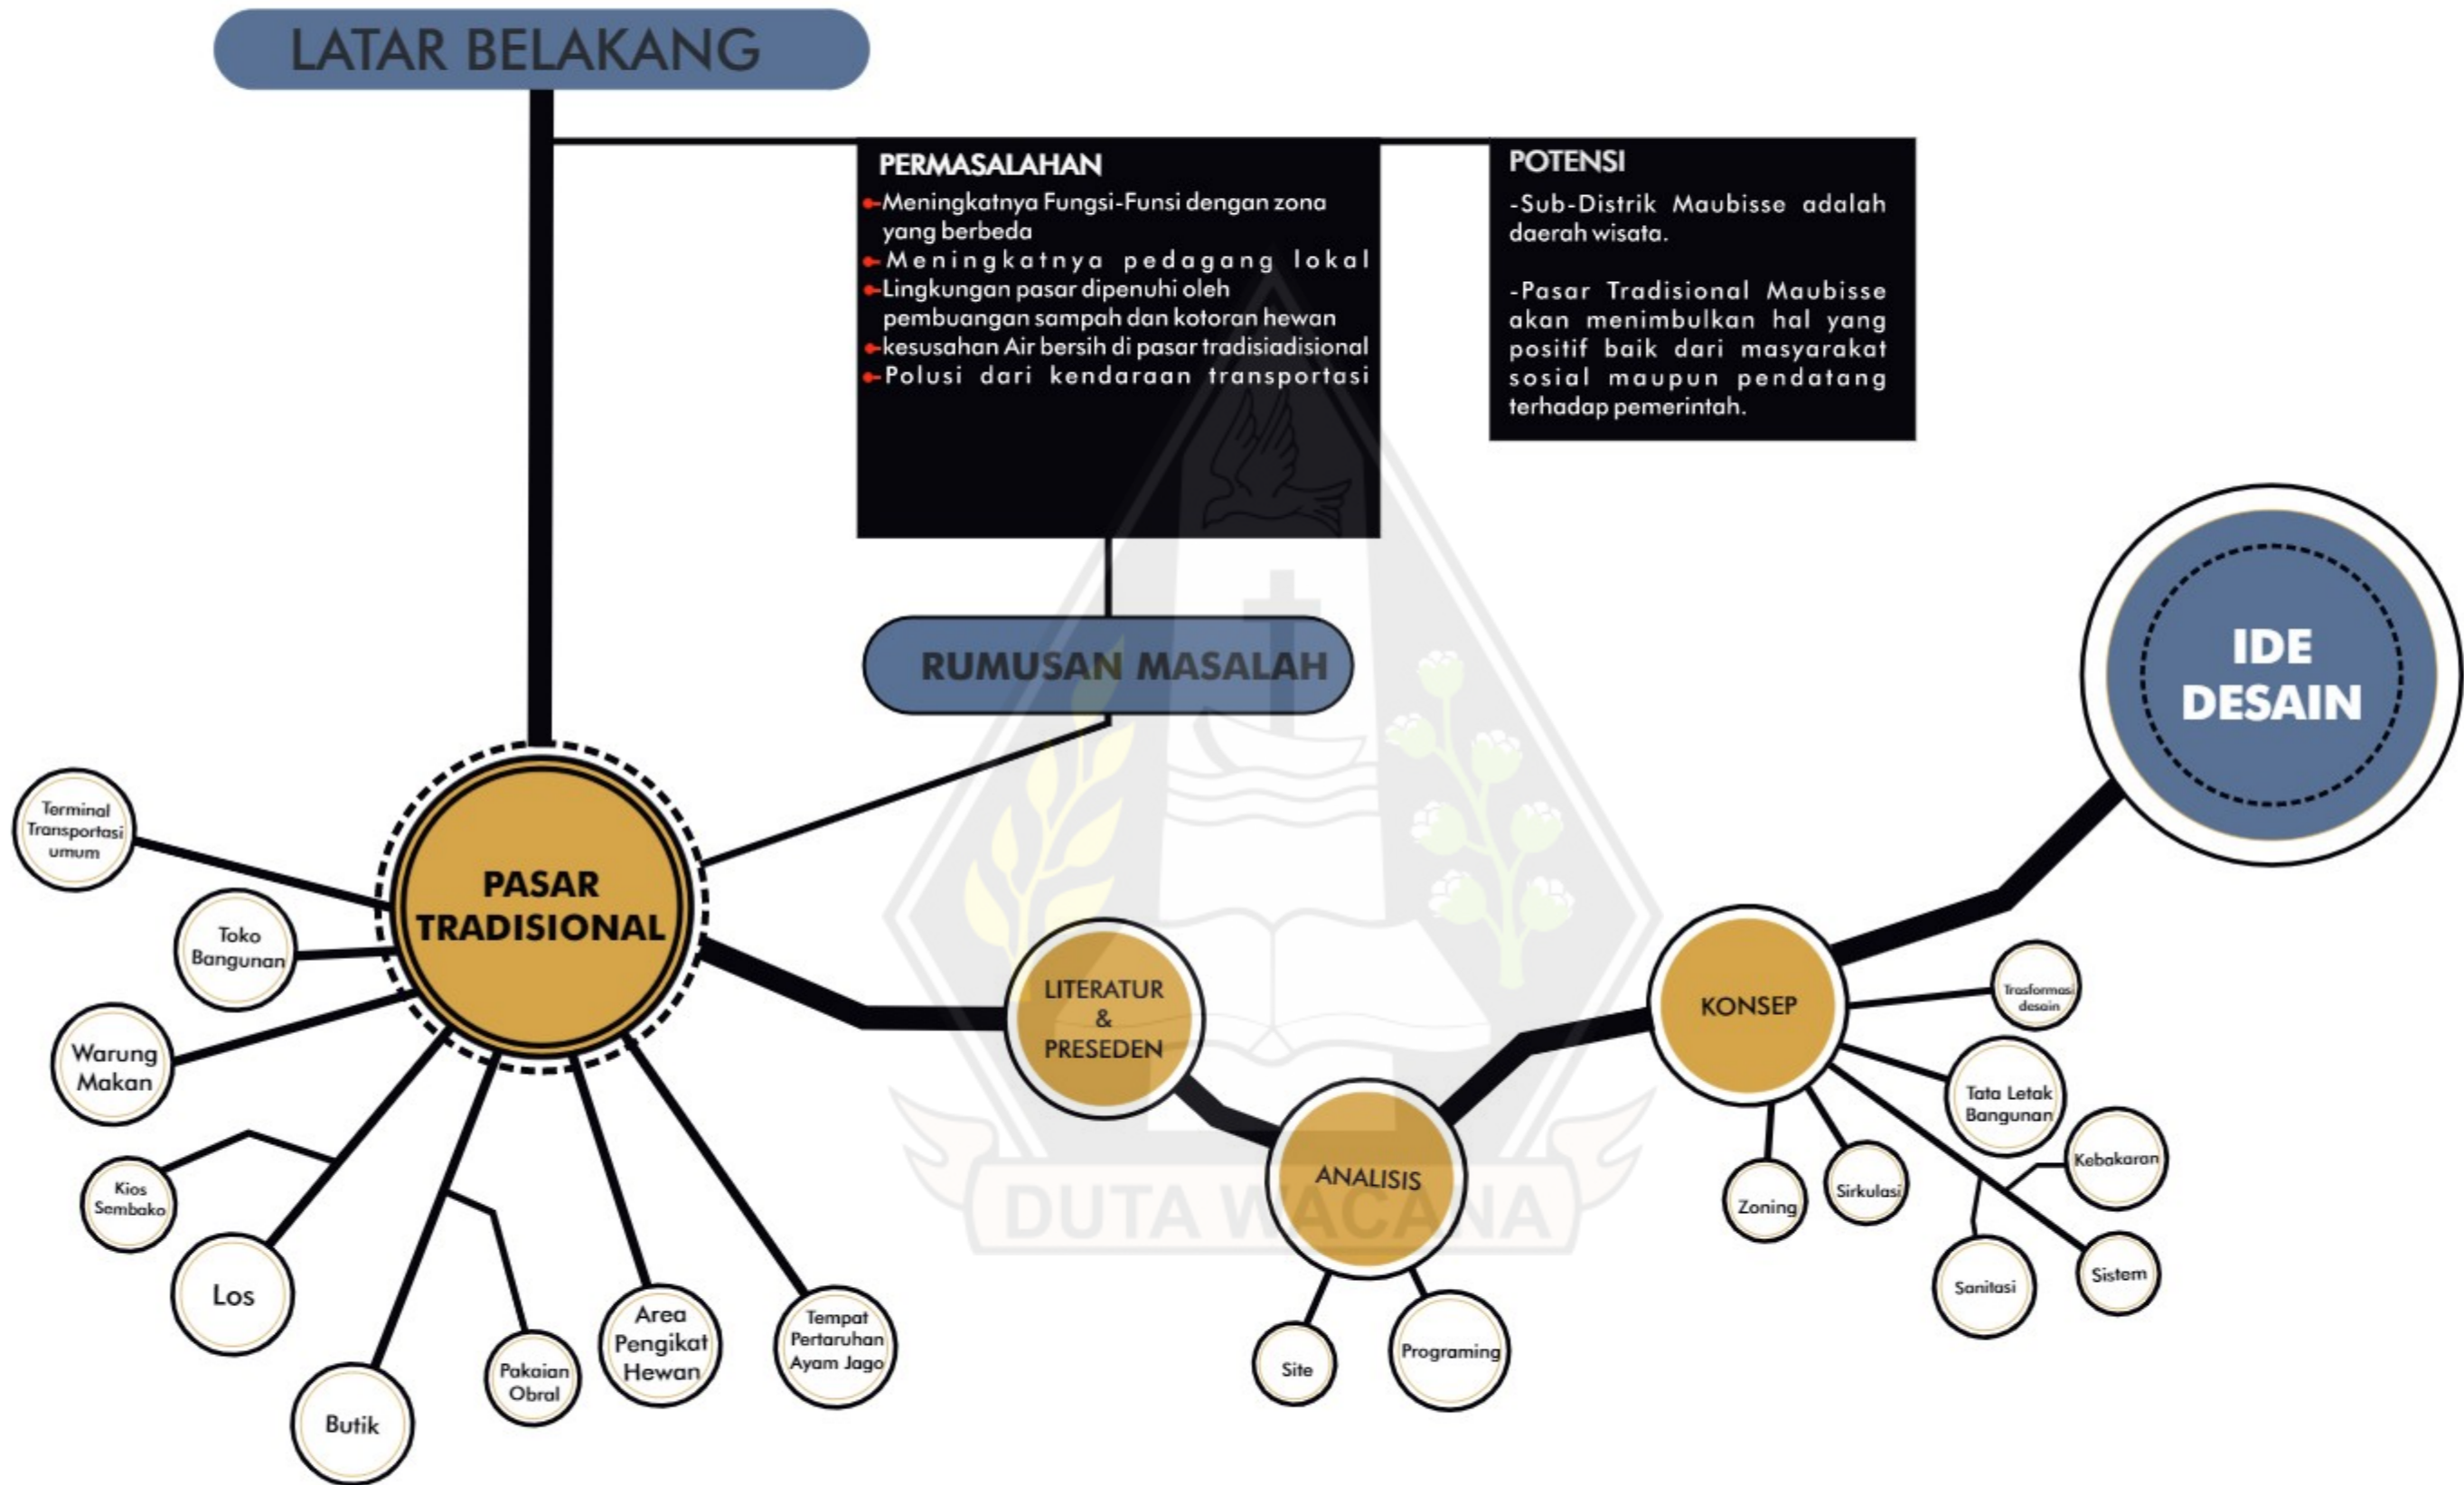 LATAR BELAKANG
PERMASALAHAN
Meningkatnya Fungsi-Funsi dengan zona
yang berbeda
Meningkatnya pedagang lokal
Lingkungan pasar dipenuhi oleh
pembuangan sampah dan kotoran hewan
kesusahan Air bersih di pasar tradisiadisional
Polusi dari kendaraan transportasi
POTENSI
-Sub-Distrik Maubisse adalah
daerah wisata.
-Pasar Tradisional Maubisse
akan menimbulkan hal yang
positif baik dari masyarakat
sosial maupun pendatang
terhadap pemerintah.
RUMUSAN MASALAH
IDE
DESAIN
PASAR
TRADISIONAL
Terminal
Transportasi
umum
Toko
Bangunan
Warung
Makan
Kios
Sembako
Los
Butik
Pakaian
Obral
Area
Pengikat
Hewan
Tempat
Pertaruhan
Ayam Jago
LITERATUR
&
PRESEDEN
ANALISIS
Site
Programing
KONSEP
Trasformasi
desain
Tata Letak
Bangunan
Kebakaran
Zoning
Sirkulasi
Sanitasi
Sistem
DUTA WACANA